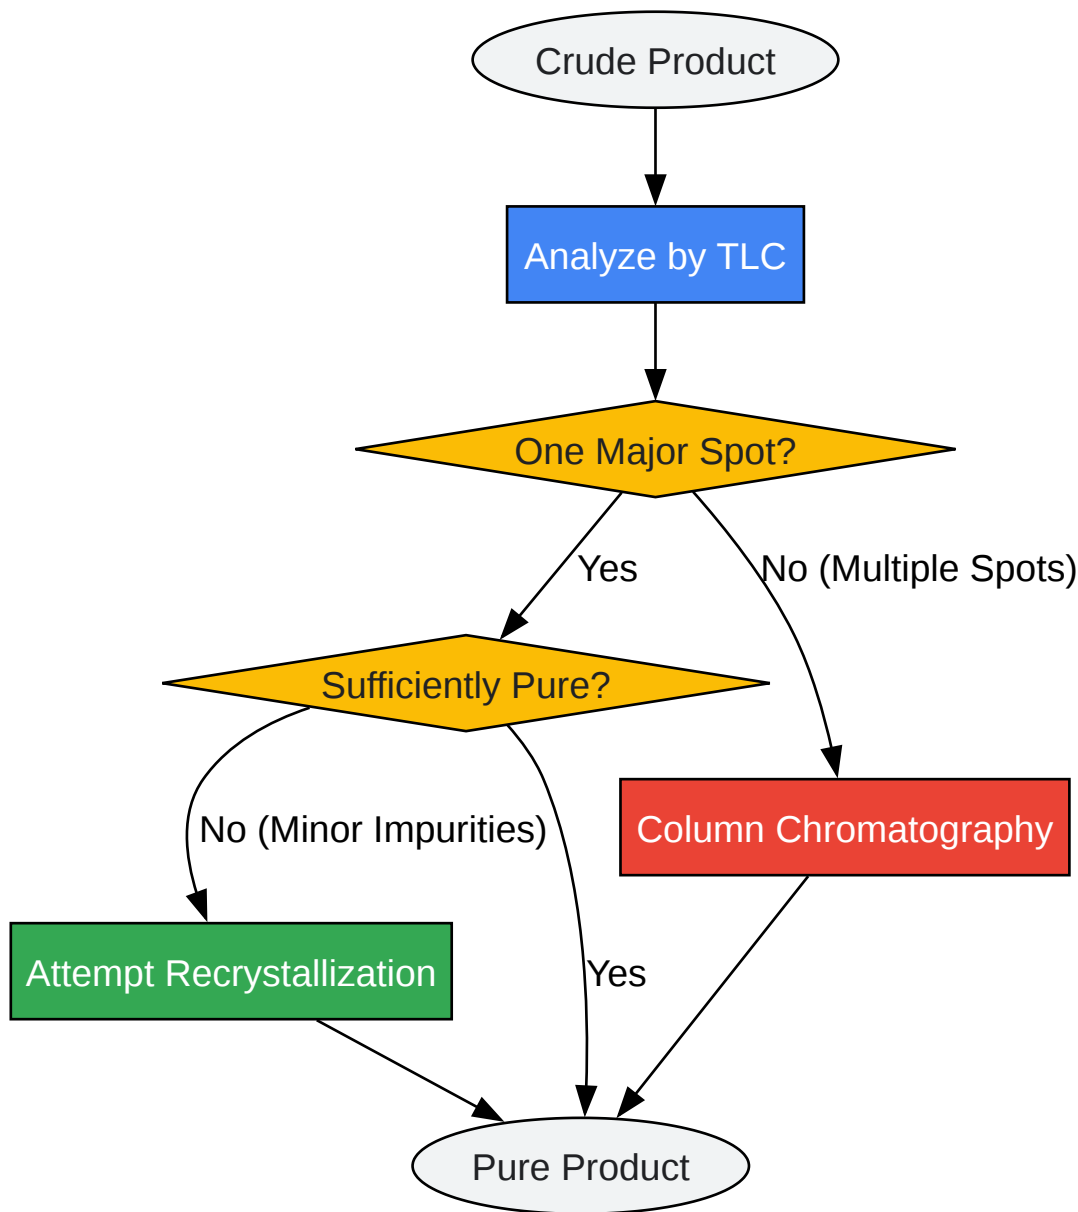 Crude Product
Analyze by TLC
One Major Spot?
Yes
No (Multiple Spots)
Sufficiently Pure?
No (Minor Impurities)
Column Chromatography
Attempt Recrystallization
Yes
Pure Product